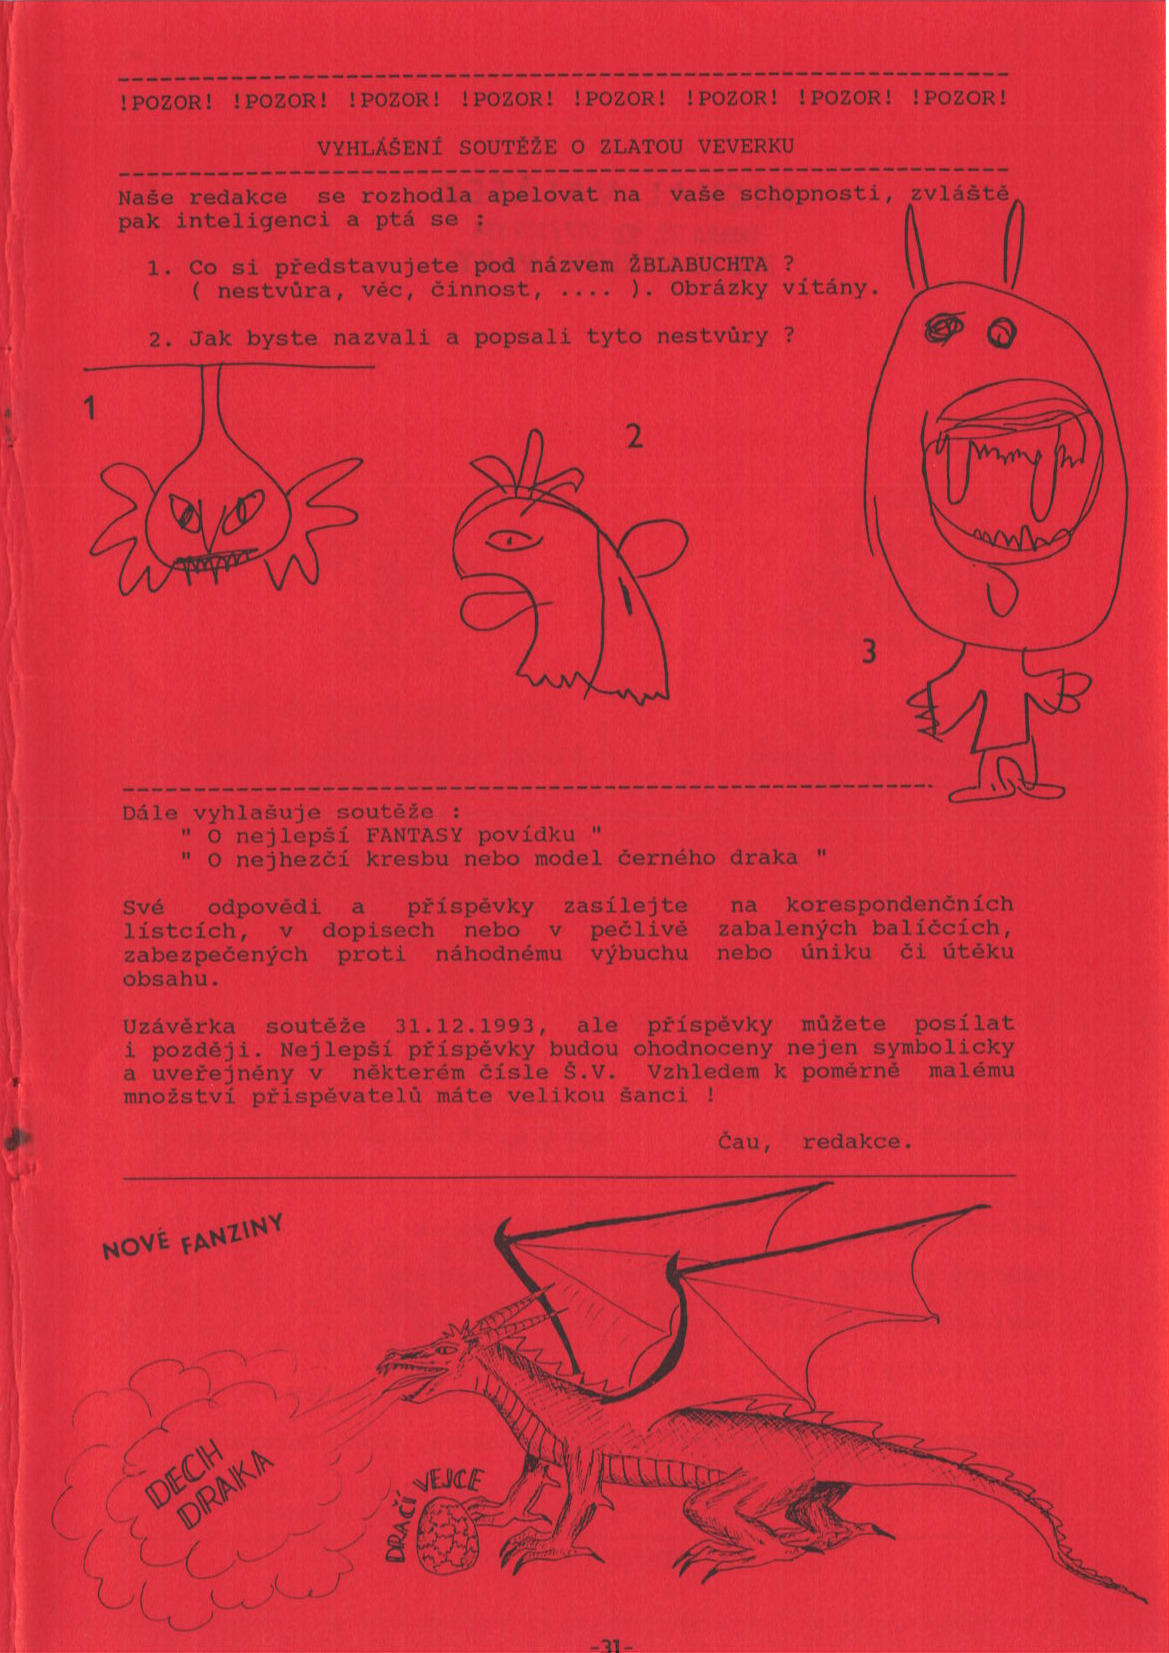 !POZOR! !POZOR! !POZOR! !POZOR! !POZOR! !POZOR! !POZOR! !POZOR!
VYHLÁŠENÍ SOUTĚŽE O ZLATOU VEVERKU
Naše redakce se rozhodla apelovat na vaše schopnosti, zvláště
pak inteligenci a ptá se :
1. Co si představujete pod názvem ŽBLABUCHTA ?
( nestvůra, věc, činnost, .... ). Obrázky vítány.
2. Jak byste nazvali a popsali tyto nestvůry ?
1
2
3
Dále vyhlašuje soutěže :
" O nejlepší FANTASY povídku "
" O nejhezčí kresbu nebo model černého draka "
Své odpovědi a příspěvky zasílejte na korespondenčních
lístcích, v dopisech nebo v pečlivě zabalených balíčcích,
zabezpečených proti náhodnému výbuchu nebo úniku či útěku
obsahu.
Uzávěrka soutěže 31.12.1993, ale příspěvky můžete posílat
i později. Nejlepší příspěvky budou ohodnoceny nejen symbolicky
a uveřejněny v některém čísle Š.V. Vzhledem k poměrně malému
množství přispěvatelů máte velikou šanci !
Čau, redakce.
NOVÉ FANZINY
DECH
DRAKA
DRAČÍ VEJCE
-31-